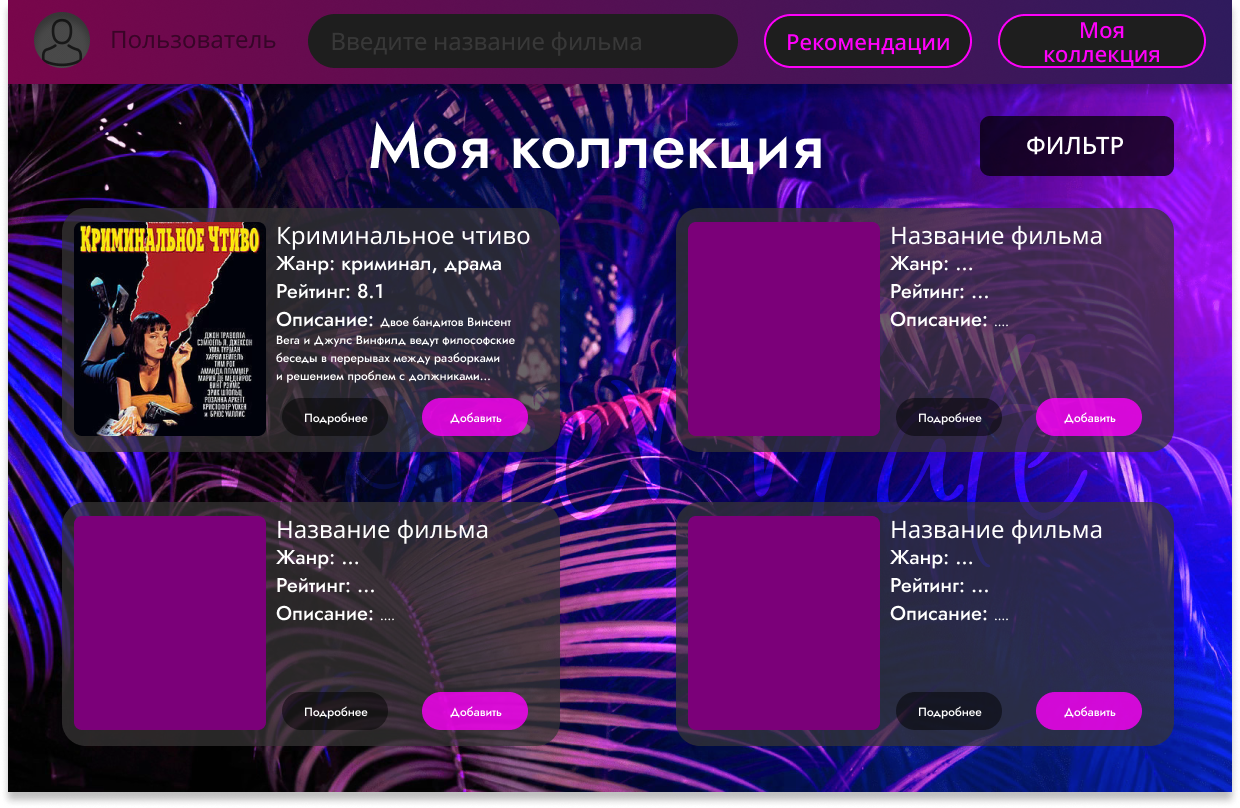 Пользователь
Введите название фильма
Рекомендации
Моя
коллекция
Моя коллекция
ФИЛЬТР
КРИМИНАЛЬНОЕ ЧТИВО
ДЖОН ТРАВОЛТА
СЭМЮЕЛ Л. ДЖЕКСОН
УМА ТУРМАН
ХАРВИ КЕЙТЕЛЬ
ТИМ РОТ
АМАНДА ПЛАММЕР
МАРИЯ ДЕ МЕДЕЙРОС
ВИНГ РЭЙМС
ЭРИК ШТОЛЬЦ
РОЗАННА АРКЕТТ
КРИСТОФЕР УОКЕН
И БРЮС УИЛЛИС
Криминальное чтиво
Жанр: криминал, драма
Рейтинг: 8.1
Описание: Двое бандитов Винсент
Вега и Джулс Винфилд ведут философские
беседы в перерывах между разборками
и решением проблем с должниками...
Подробнее
Добавить
Название фильма
Жанр: ...
Рейтинг: ...
Описание: ....
Подробнее
Добавить
Название фильма
Жанр: ...
Рейтинг: ...
Описание: ....
Подробнее
Добавить
Название фильма
Жанр: ...
Рейтинг: ...
Описание: ....
Подробнее
Добавить